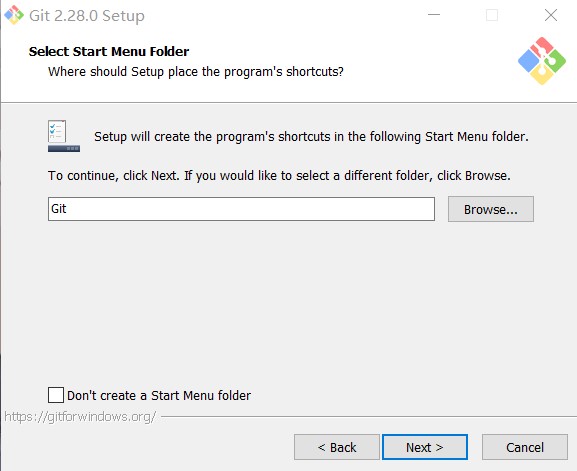 Git 2.28.0 Setup
Select Start Menu Folder
Where should Setup place the program's shortcuts?
Setup will create the program's shortcuts in the following Start Menu folder.
To continue, click Next. If you would like to select a different folder, click Browse.
Git
Browse...
Don't create a Start Menu folder
https://gitforwindows.org/
< Back
Next >
Cancel